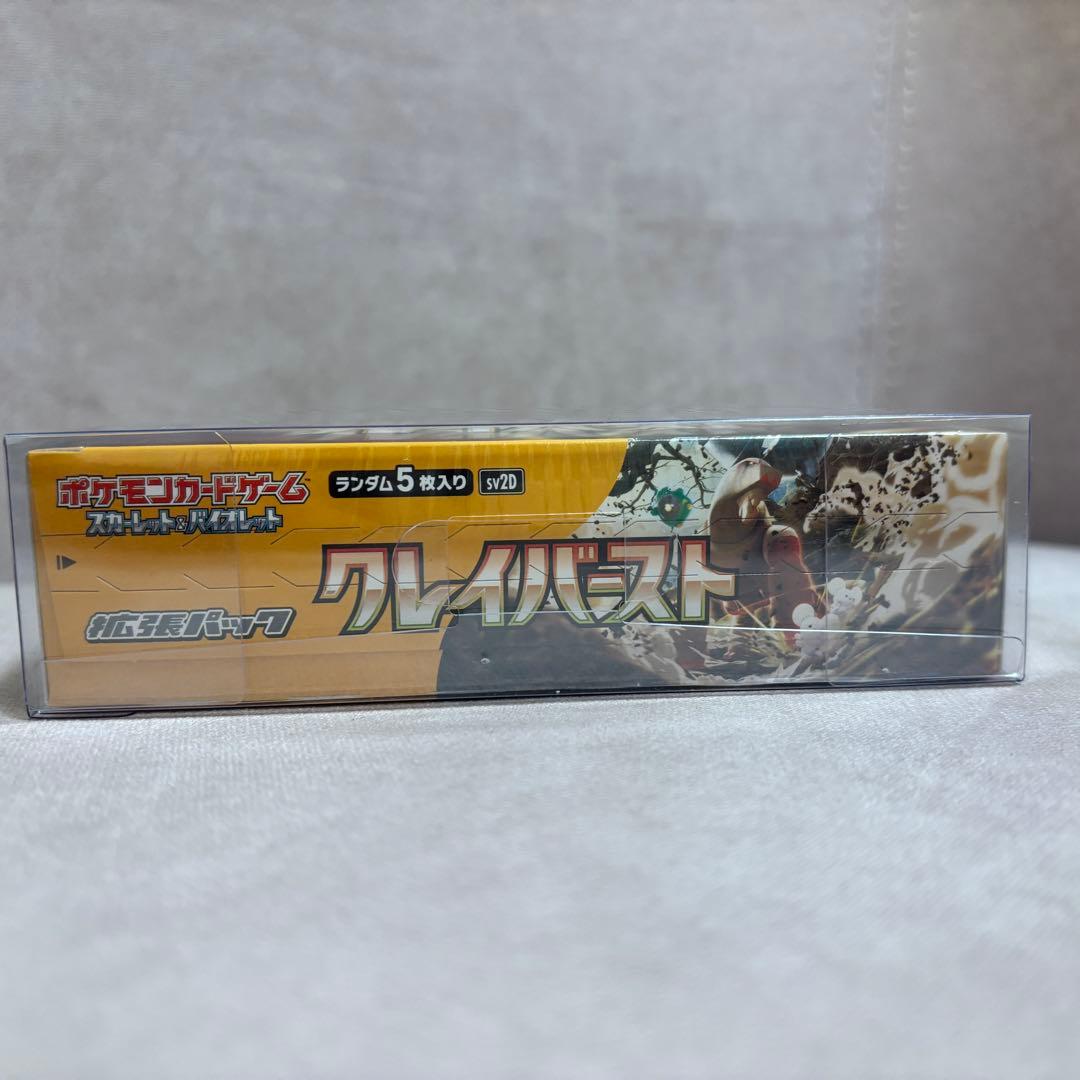 ポケモンカードゲーム
スカーレット&バイオレット
ランダム5枚入り sv2D
クレイバースト
拡張パック